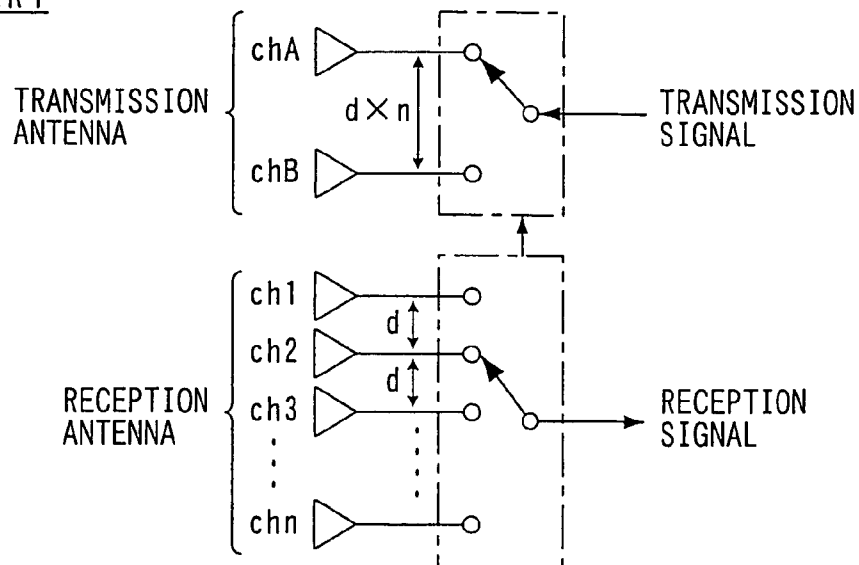 chA
TRANSMISSION
ANTENNA
d×n
TRANSMISSION
SIGNAL
chB
ch1
d
ch2
d
RECEPTION
ANTENNA
ch3
RECEPTION
SIGNAL
chn